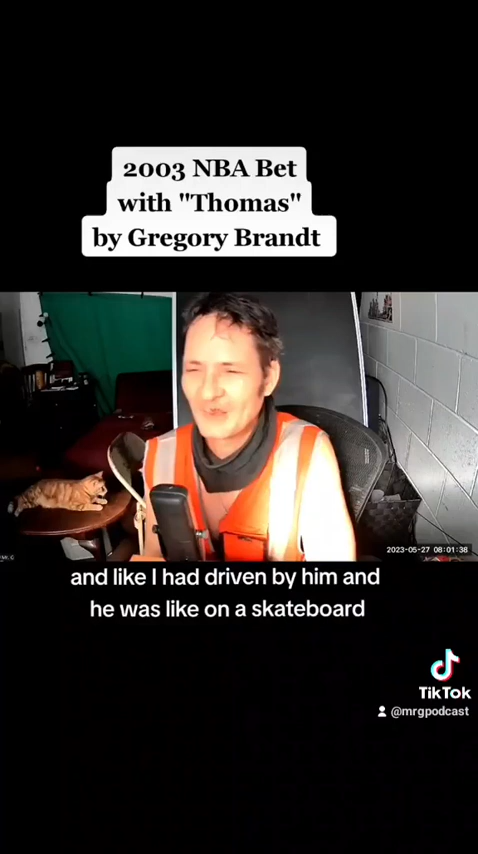 2003 NBA Bet
with "Thomas"
by Gregory Brandt
2023-05-27 08:01:38
and like I had driven by him and
he was like on a skateboard
TikTok
@mrgpodcast